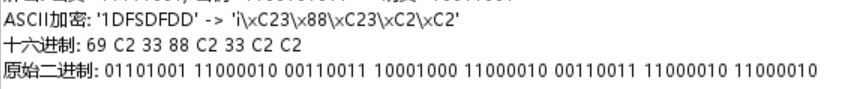 ASCII加密: '1DFSDFDD' -> 'i\xC23\x88\xC23\xC2\xC2'
十六进制: 69 C2 33 88 C2 33 C2 C2
原始二进制: 01101001 11000010 00110011 10001000 11000010 00110011 11000010 11000010